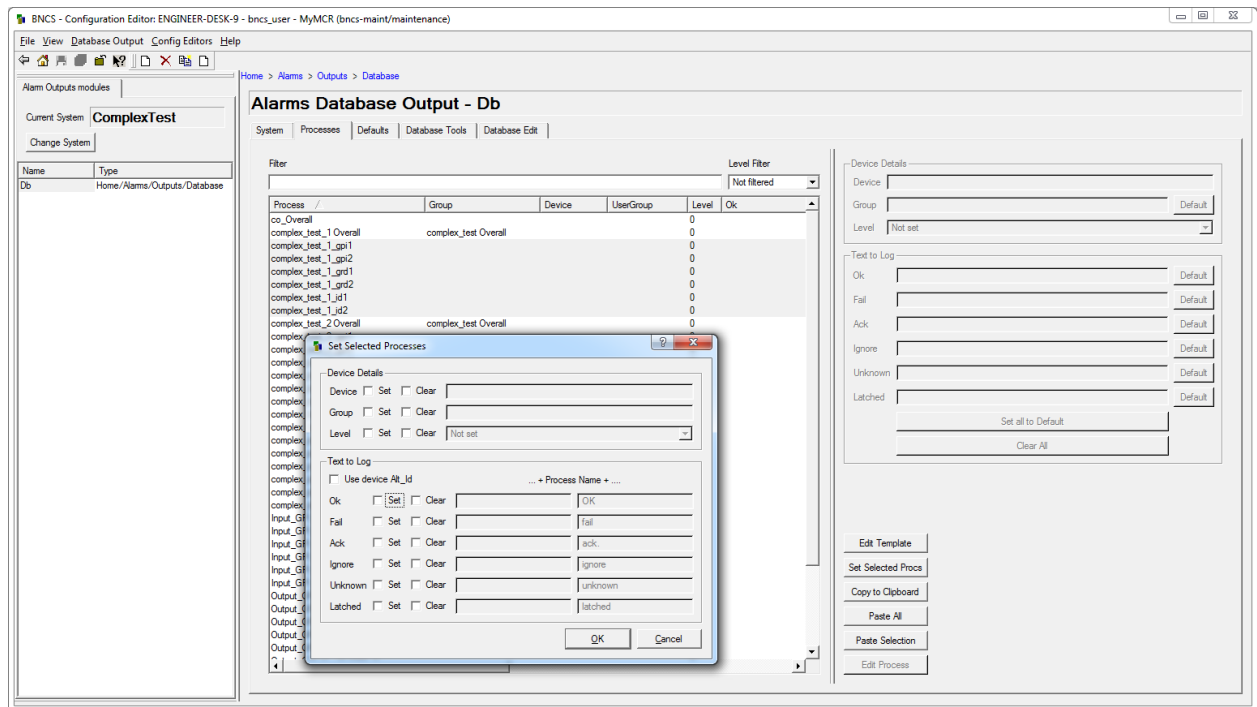 BNCS - Configuration Editor: ENGINEER-DESK-9 - bncs_user - MyMCR (bncs-maint/maintenance)
File View Database Output Config Editors Help
Home > Alarms > Outputs > Database
Alarm Outputs modules
Current System ComplexTest
Change System
Name Type
Db Home/Alarms/Outputs/Database
Alarms Database Output - Db
System Processes Defaults Database Tools Database Edit
Filter Level Filter
Not filtered
Process Group Device UserGroup Level Ok
co_Overall 0
complex_test_1 Overall complex_test Overall 0
complex_test_1_gpi1 0
complex_test_1_gpi2 0
complex_test_1_grd1 0
complex_test_1_grd2 0
complex_test_1_id1 0
complex_test_1_id2 0
complex_test_2 Overall complex_test Overall 0
Set Selected Processes
Device Details
Device Set Clear
Group Set Clear
Level Set Clear Not set
Text to Log
Use device Alt_Id ... + Process Name + ....
Ok Set Clear OK
Fail Set Clear fail
Ack Set Clear ack.
Ignore Set Clear ignore
Unknown Set Clear unknown
Latched Set Clear latched
OK Cancel
Device Details
Device
Group Default
Level Not set
Text to Log
Ok Default
Fail Default
Ack Default
Ignore Default
Unknown Default
Latched Default
Set all to Default
Clear All
Edit Template
Set Selected Procs
Copy to Clipboard
Paste All
Paste Selection
Edit Process